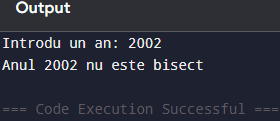 Output
Introdu un an: 2002
Anul 2002 nu este bisect
=== Code Execution Successful ===